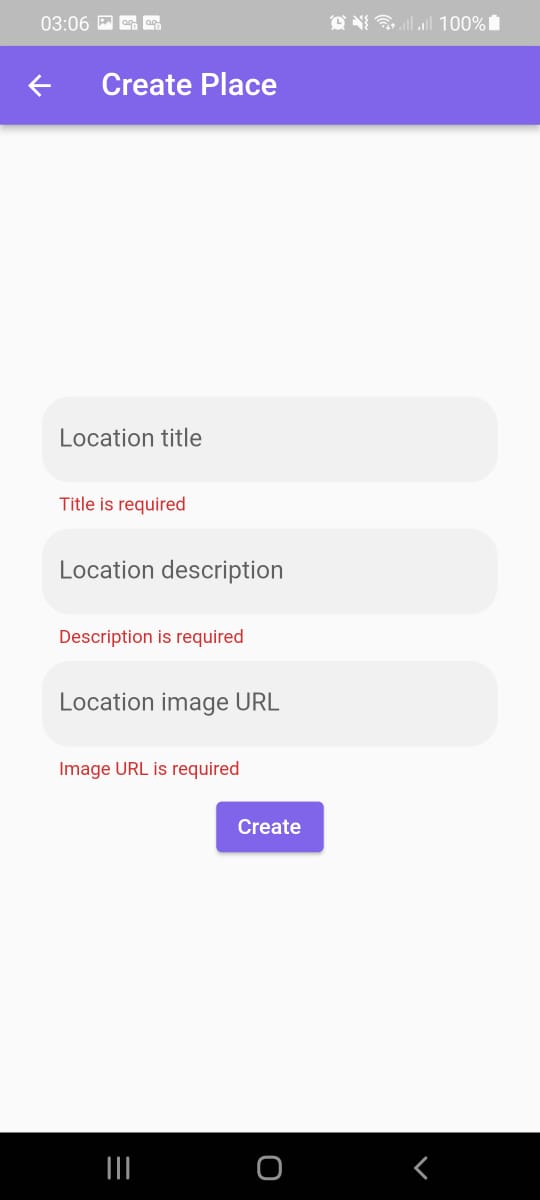 03:06 100%
Create Place
Location title
Title is required
Location description
Description is required
Location image URL
Image URL is required
Create